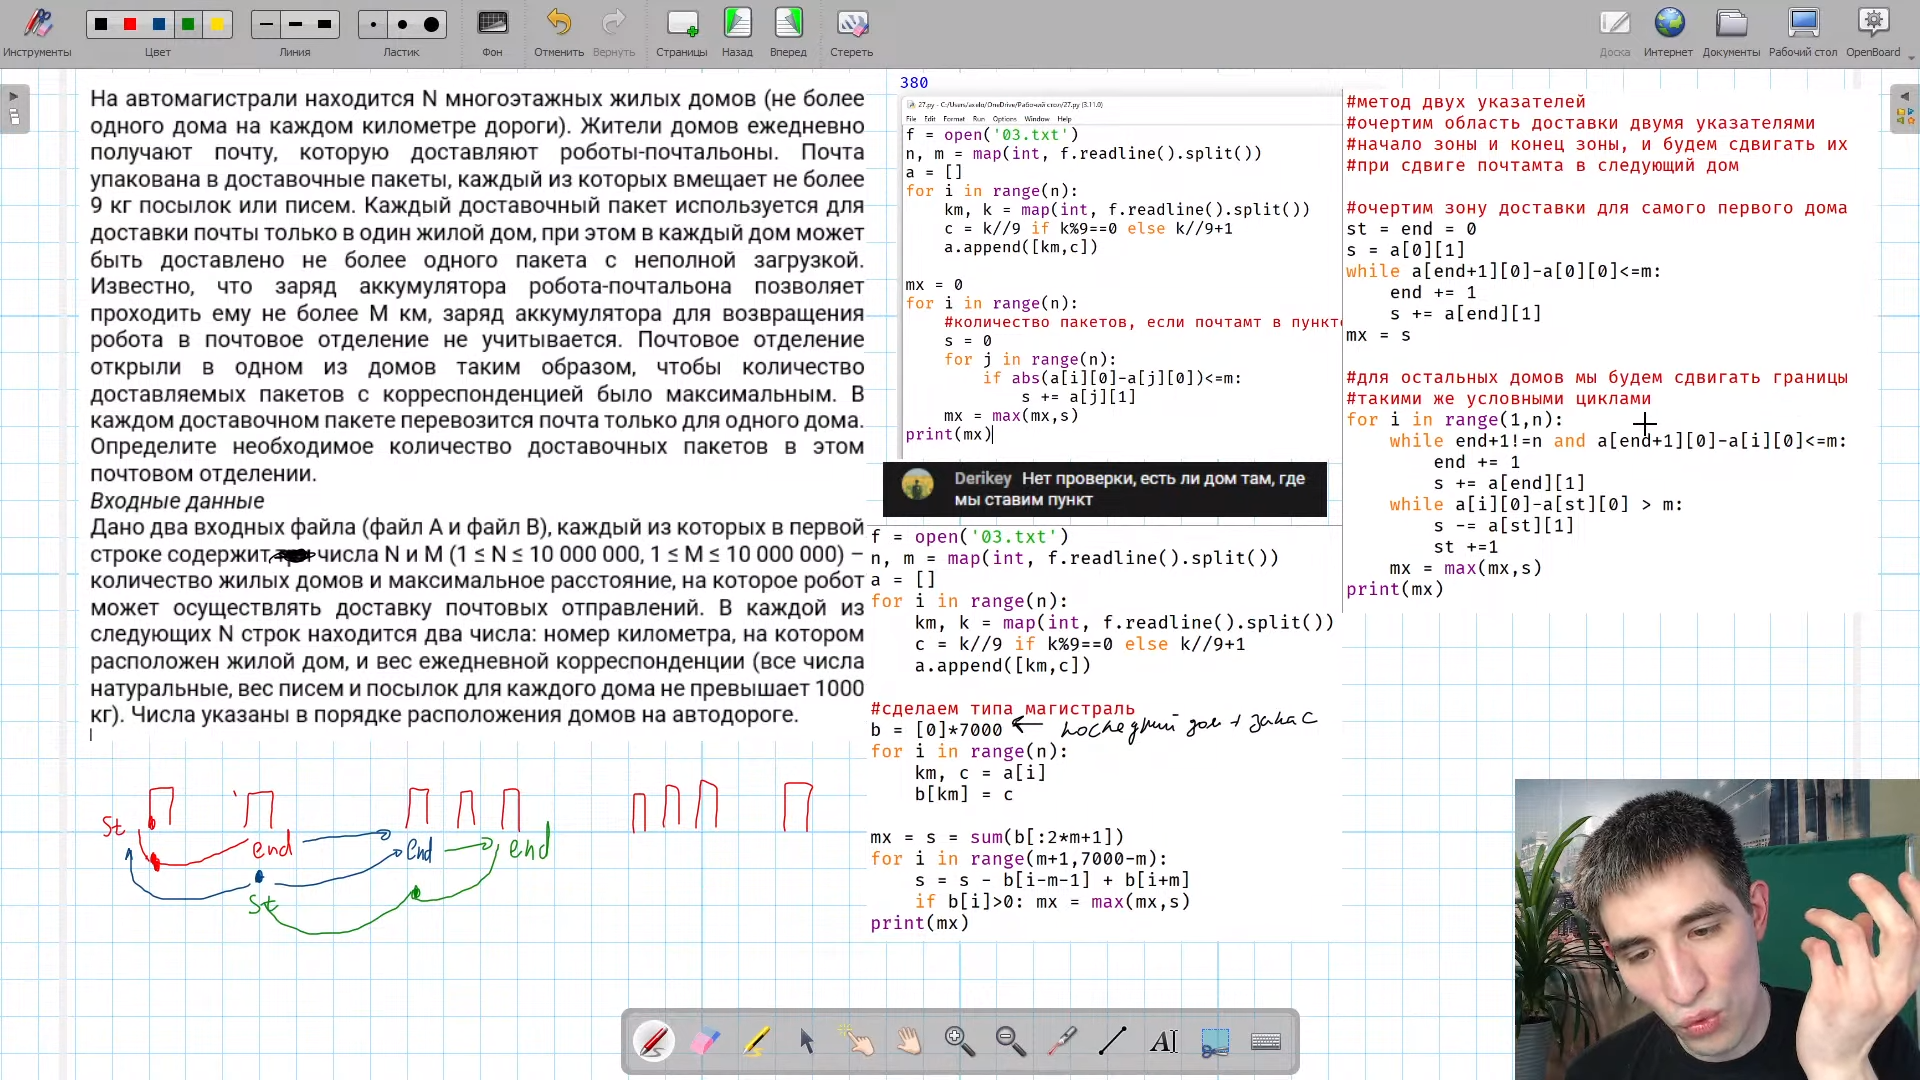 Инструменты
Цвет
Линия
Ластик
Фон
Отменить
Вернуть
Страницы
Назад
Вперед
Стереть
Доска
Интернет
Документы
Рабочий стол
OpenBoard
На автомагистрали находится N многоэтажных жилых домов (не более
одного дома на каждом километре дороги). Жители домов ежедневно
получают почту, которую доставляют роботы-почтальоны. Почта
упакована в доставочные пакеты, каждый из которых вмещает не более
9 кг посылок или писем. Каждый доставочный пакет используется для
доставки почты только в один жилой дом, при этом в каждый дом может
быть доставлено не более одного пакета с неполной загрузкой.
Известно, что заряд аккумулятора робота-почтальона позволяет
проходить ему не более M км, заряд аккумулятора для возвращения
робота в почтовое отделение не учитывается. Почтовое отделение
открыли в одном из домов таким образом, чтобы количество
доставляемых пакетов с корреспонденцией было максимальным. В
каждом доставочном пакете перевозится почта только для одного дома.
Определите необходимое количество доставочных пакетов в этом
почтовом отделении.
Входные данные
Дано два входных файла (файл A и файл B), каждый из которых в первой
строке содержит числа N и M (1 ≤ N ≤ 10 000 000, 1 ≤ M ≤ 10 000 000) –
количество жилых домов и максимальное расстояние, на которое робот
может осуществлять доставку почтовых отправлений. В каждой из
следующих N строк находится два числа: номер километра, на котором
расположен жилой дом, и вес ежедневной корреспонденции (все числа
натуральные, вес писем и посылок для каждого дома не превышает 1000
кг). Числа указаны в порядке расположения домов на автодороге.
St
end
end
end
St
380
27.py - C:/Users/axelo/OneDrive/Рабочий стол/27.py (3.11.0)
File Edit Format Run Options Window Help
f = open('03.txt')
n, m = map(int, f.readline().split())
a = []
for i in range(n):
    km, k = map(int, f.readline().split())
    c = k//9 if k%9==0 else k//9+1
    a.append([km,c])
mx = 0
for i in range(n):
    #количество пакетов, если почтамт в пункт
    s = 0
    for j in range(n):
        if abs(a[i][0]-a[j][0])<=m:
            s += a[j][1]
    mx = max(mx,s)
print(mx)
Derikey Нет проверки, есть ли дом там, где
мы ставим пункт
f = open('03.txt')
n, m = map(int, f.readline().split())
a = []
for i in range(n):
    km, k = map(int, f.readline().split())
    c = k//9 if k%9==0 else k//9+1
    a.append([km,c])
#сделаем типа магистраль
b = [0]*7000 ← последний дом + запас
for i in range(n):
    km, c = a[i]
    b[km] = c
mx = s = sum(b[:2*m+1])
for i in range(m+1,7000-m):
    s = s - b[i-m-1] + b[i+m]
    if b[i]>0: mx = max(mx,s)
print(mx)
#метод двух указателей
#очертим область доставки двумя указателями
#начало зоны и конец зоны, и будем сдвигать их
#при сдвиге почтамта в следующий дом
#очертим зону доставки для самого первого дома
st = end = 0
s = a[0][1]
while a[end+1][0]-a[0][0]<=m:
    end += 1
    s += a[end][1]
mx = s
#для остальных домов мы будем сдвигать границы
#такими же условными циклами
for i in range(1,n):
    while end+1!=n and a[end+1][0]-a[i][0]<=m:
        end += 1
        s += a[end][1]
    while a[i][0]-a[st][0] > m:
        s -= a[st][1]
        st +=1
    mx = max(mx,s)
print(mx)